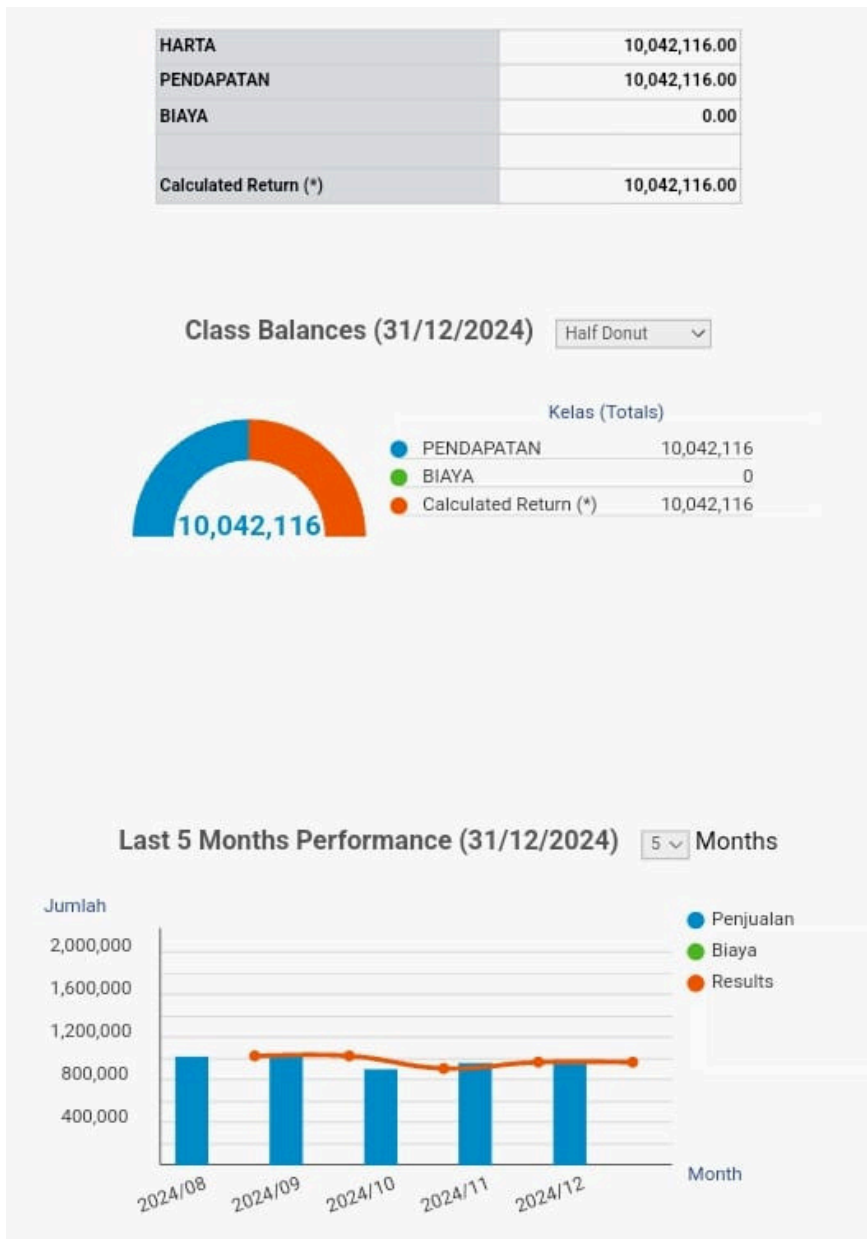 HARTA 10,042,116.00
PENDAPATAN 10,042,116.00
BIAYA 0.00
Calculated Return (*) 10,042,116.00
Class Balances (31/12/2024) Half Donut
Kelas (Totals)
PENDAPATAN 10,042,116
BIAYA 0
Calculated Return (*) 10,042,116
10,042,116
Last 5 Months Performance (31/12/2024) 5 Months
Jumlah
2,000,000
1,600,000
1,200,000
800,000
400,000
Penjualan
Biaya
Results
2024/08 2024/09 2024/10 2024/11 2024/12
Month